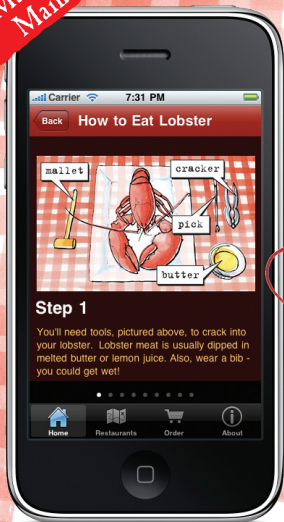 Main
Carrier 7:31 PM
Back How to Eat Lobster
mallet
cracker
pick
butter
Step 1
You'll need tools, pictured above, to crack into
your lobster. Lobster meat is usually dipped in
melted butter or lemon juice. Also, wear a bib -
you could get wet!
Home Restaurants Order About